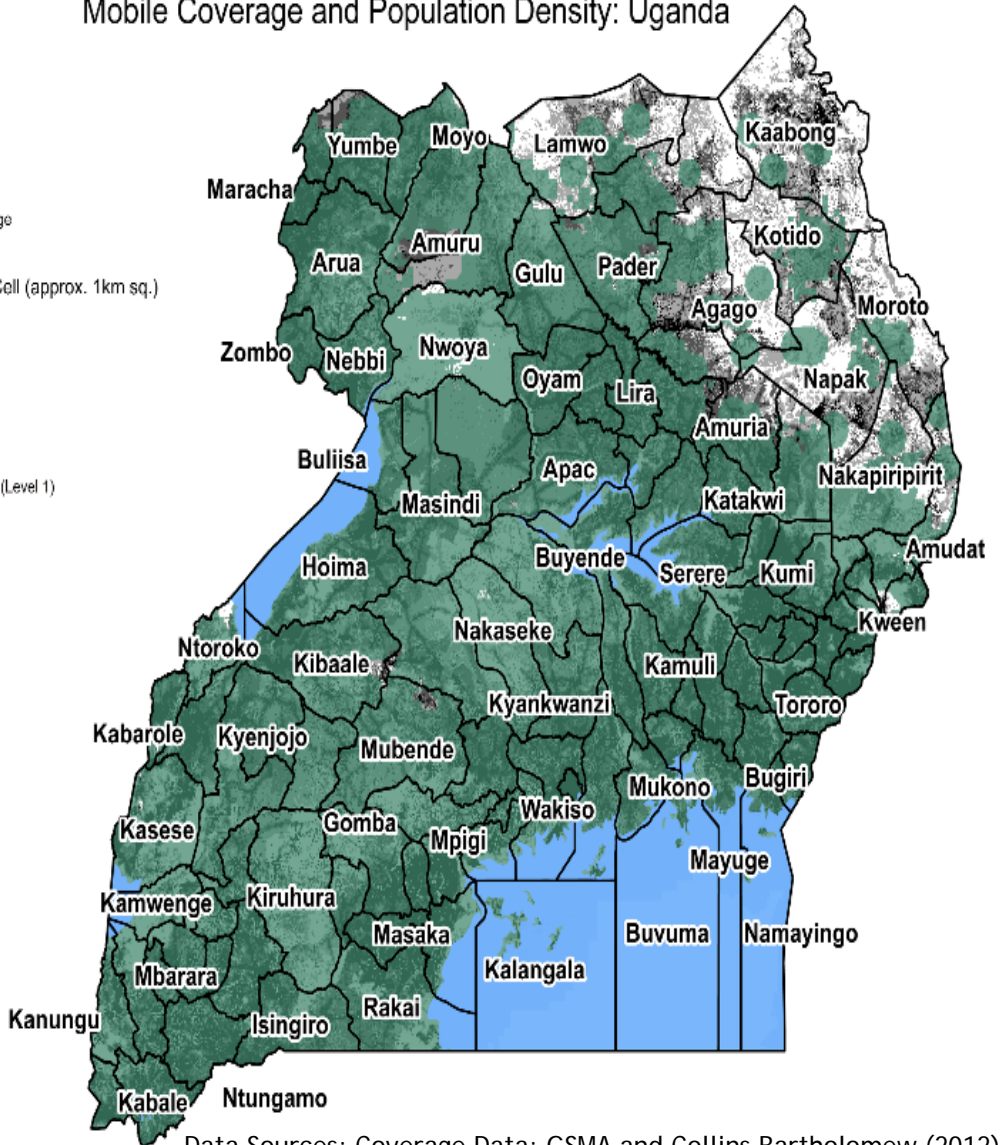 Mobile Coverage and Population Density: Uganda
Yumbe
Moyo
Lamwo
Kaabong
Maracha
ge
Kotido
Amuru
Arua
Gulu
Pader
Cell (approx. 1km sq.)
Agago
Moroto
Zombo
Nebbi
Nwoya
Oyam
Lira
Napak
Amuria
Buliisa
Apac
Nakapiripirit
(Level 1)
Masindi
Katakwi
Hoima
Buyende
Serere
Kumi
Amudat
Kween
Ntoroko
Nakaseke
Kibaale
Kamuli
Kyankwanzi
Tororo
Kabarole
Kyenjojo
Mubende
Mukono
Bugiri
Wakiso
Kasese
Gomba
Mpigi
Mayuge
Kamwenge
Kiruhura
Masaka
Buvuma
Namayingo
Mbarara
Kalangala
Kanungu
Isingiro
Rakai
Kabale
Ntungamo
Data Sources: Coverage Data: GSMA and Collins Bartholomew (2012)